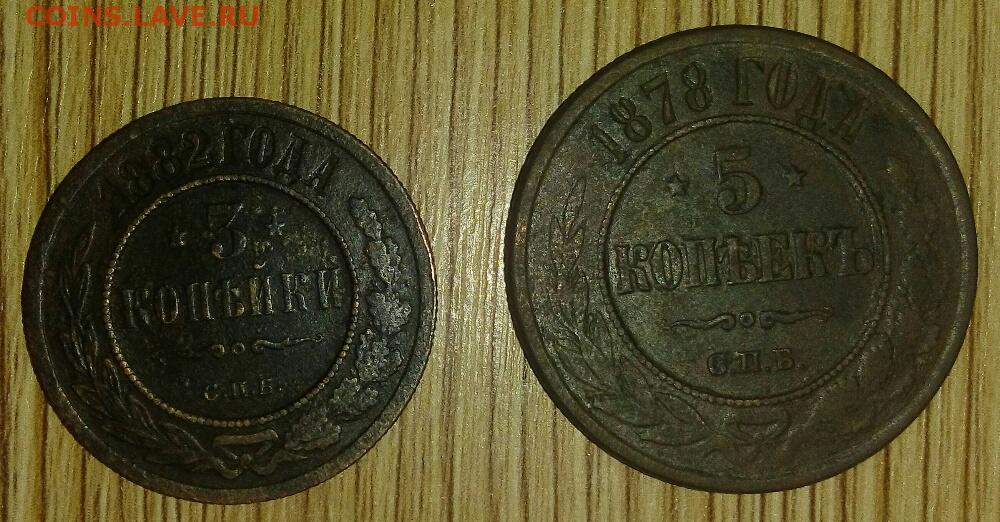 COINS.LAVE.RU
1882 ГОДА
3
КОПѢЙКИ
С.П.Б.
1878 ГОДА
5
КОПѢЕКЪ
С.П.Б.